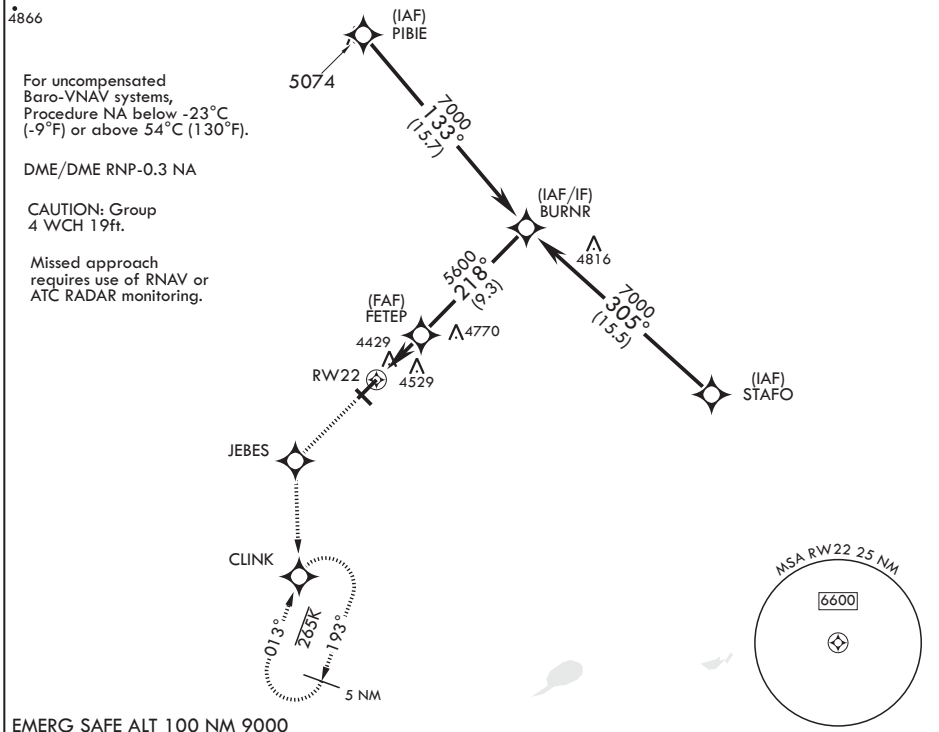 4866
(IAF)
PIBIE
5074
For uncompensated
Baro-VNAV systems,
Procedure NA below -23°C
(-9°F) or above 54°C (130°F).
DME/DME RNP-0.3 NA
CAUTION: Group
4 WCH 19ft.
Missed approach
requires use of RNAV or
ATC RADAR monitoring.
7000
133°
(15.7)
(IAF/IF)
BURNR
4816
5600
218°
(9.3)
7000
305°
(15.5)
(FAF)
FETEP
4770
4429
4529
RW22
(IAF)
STAFO
JEBES
CLINK
013°
265K
193°
5 NM
MSA RW22 25 NM
6600
EMERG SAFE ALT 100 NM 9000